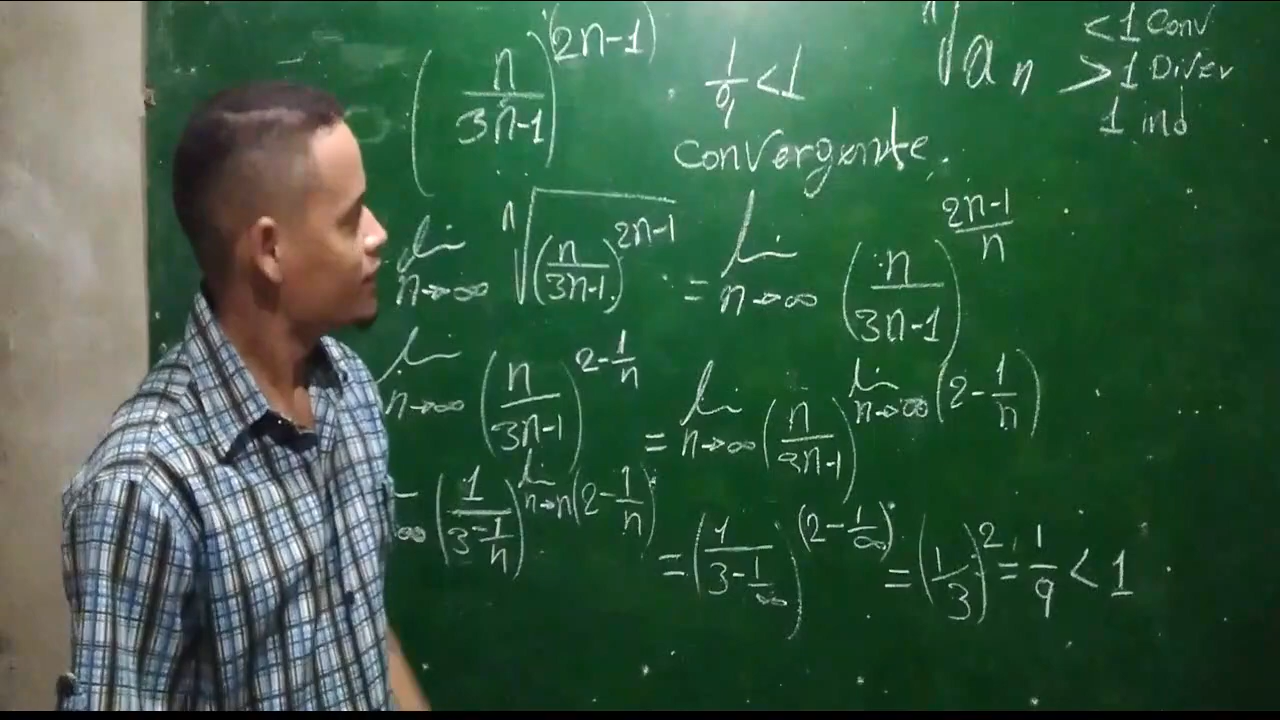 (n/(3n-1))^(2n-1)
1/9 < 1
convergente.
ⁿ√aₙ < 1 Conv
> 1 Diver
1 ind
lim n→∞ ⁿ√((n/(3n-1))^(2n-1)) = lim n→∞ (n/(3n-1))^((2n-1)/n)
lim n→∞ (n/(3n-1))^(2-1/n) = lim n→∞ (n/(3n-1))^(lim n→∞ (2-1/n))
∞ (1/(3-1/n))^(lim n→n (2-1/n)) = (1/(3-1/∞))^(2-1/∞) = (1/3)^2 = 1/9 < 1